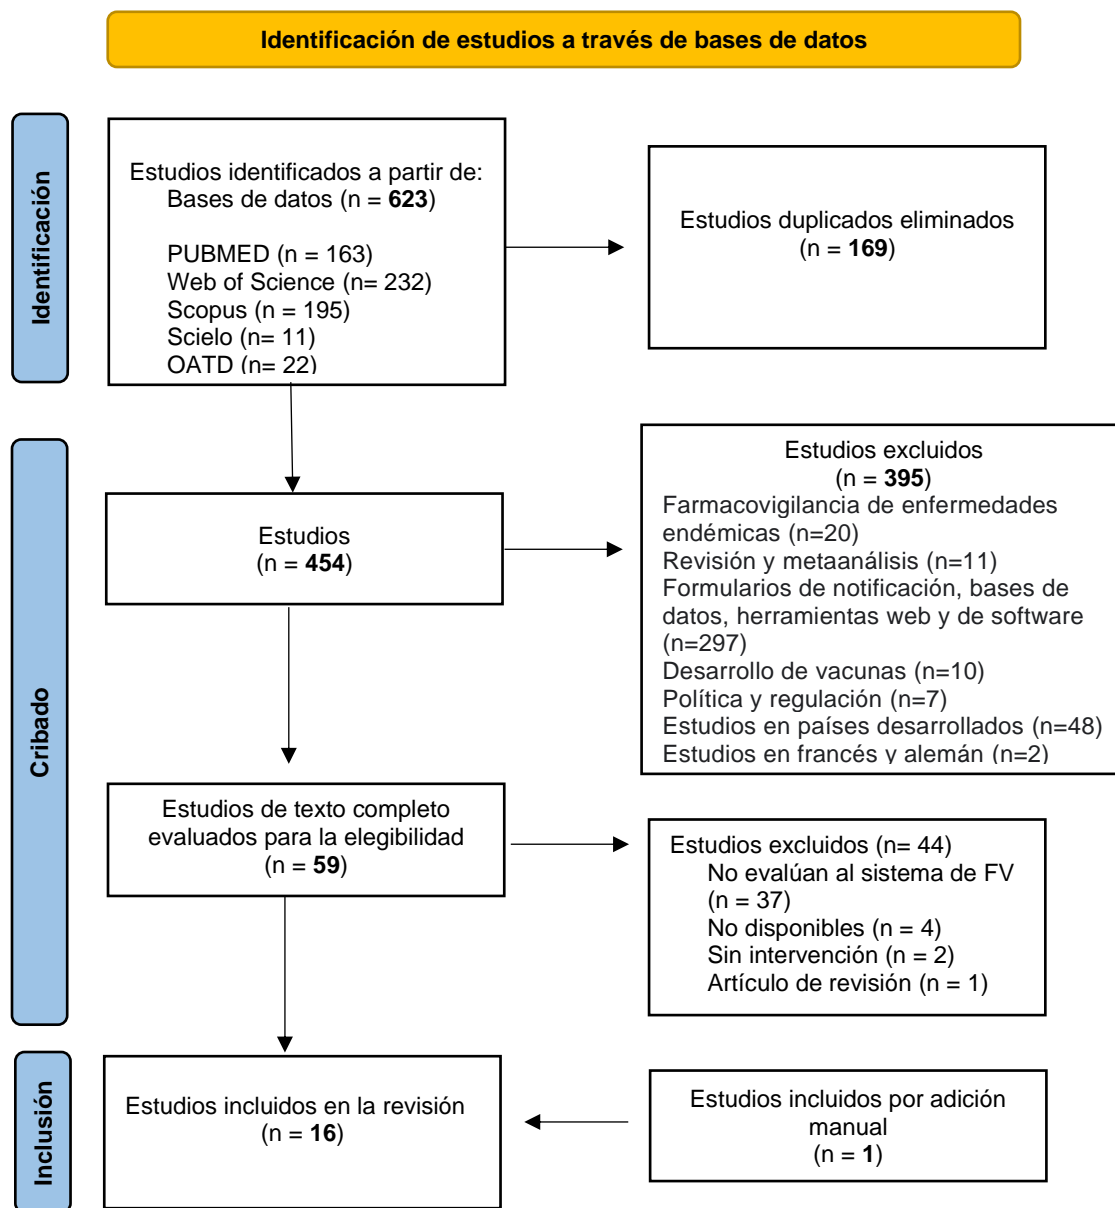 Identificación de estudios a través de bases de datos
Identificación
Estudios identificados a partir de:
Bases de datos (n = 623)
PUBMED (n = 163)
Web of Science (n= 232)
Scopus (n = 195)
Scielo (n= 11)
OATD (n= 22)
Estudios duplicados eliminados
(n = 169)
Cribado
Estudios
(n = 454)
Estudios excluidos
(n = 395)
Farmacovigilancia de enfermedades
endémicas (n=20)
Revisión y metaanálisis (n=11)
Formularios de notificación, bases de
datos, herramientas web y de software
(n=297)
Desarrollo de vacunas (n=10)
Política y regulación (n=7)
Estudios en países desarrollados (n=48)
Estudios en francés y alemán (n=2)
Estudios de texto completo
evaluados para la elegibilidad
(n = 59)
Estudios excluidos (n= 44)
No evalúan al sistema de FV
(n = 37)
No disponibles (n = 4)
Sin intervención (n = 2)
Artículo de revisión (n = 1)
Inclusión
Estudios incluidos en la revisión
(n = 16)
Estudios incluidos por adición
manual
(n = 1)